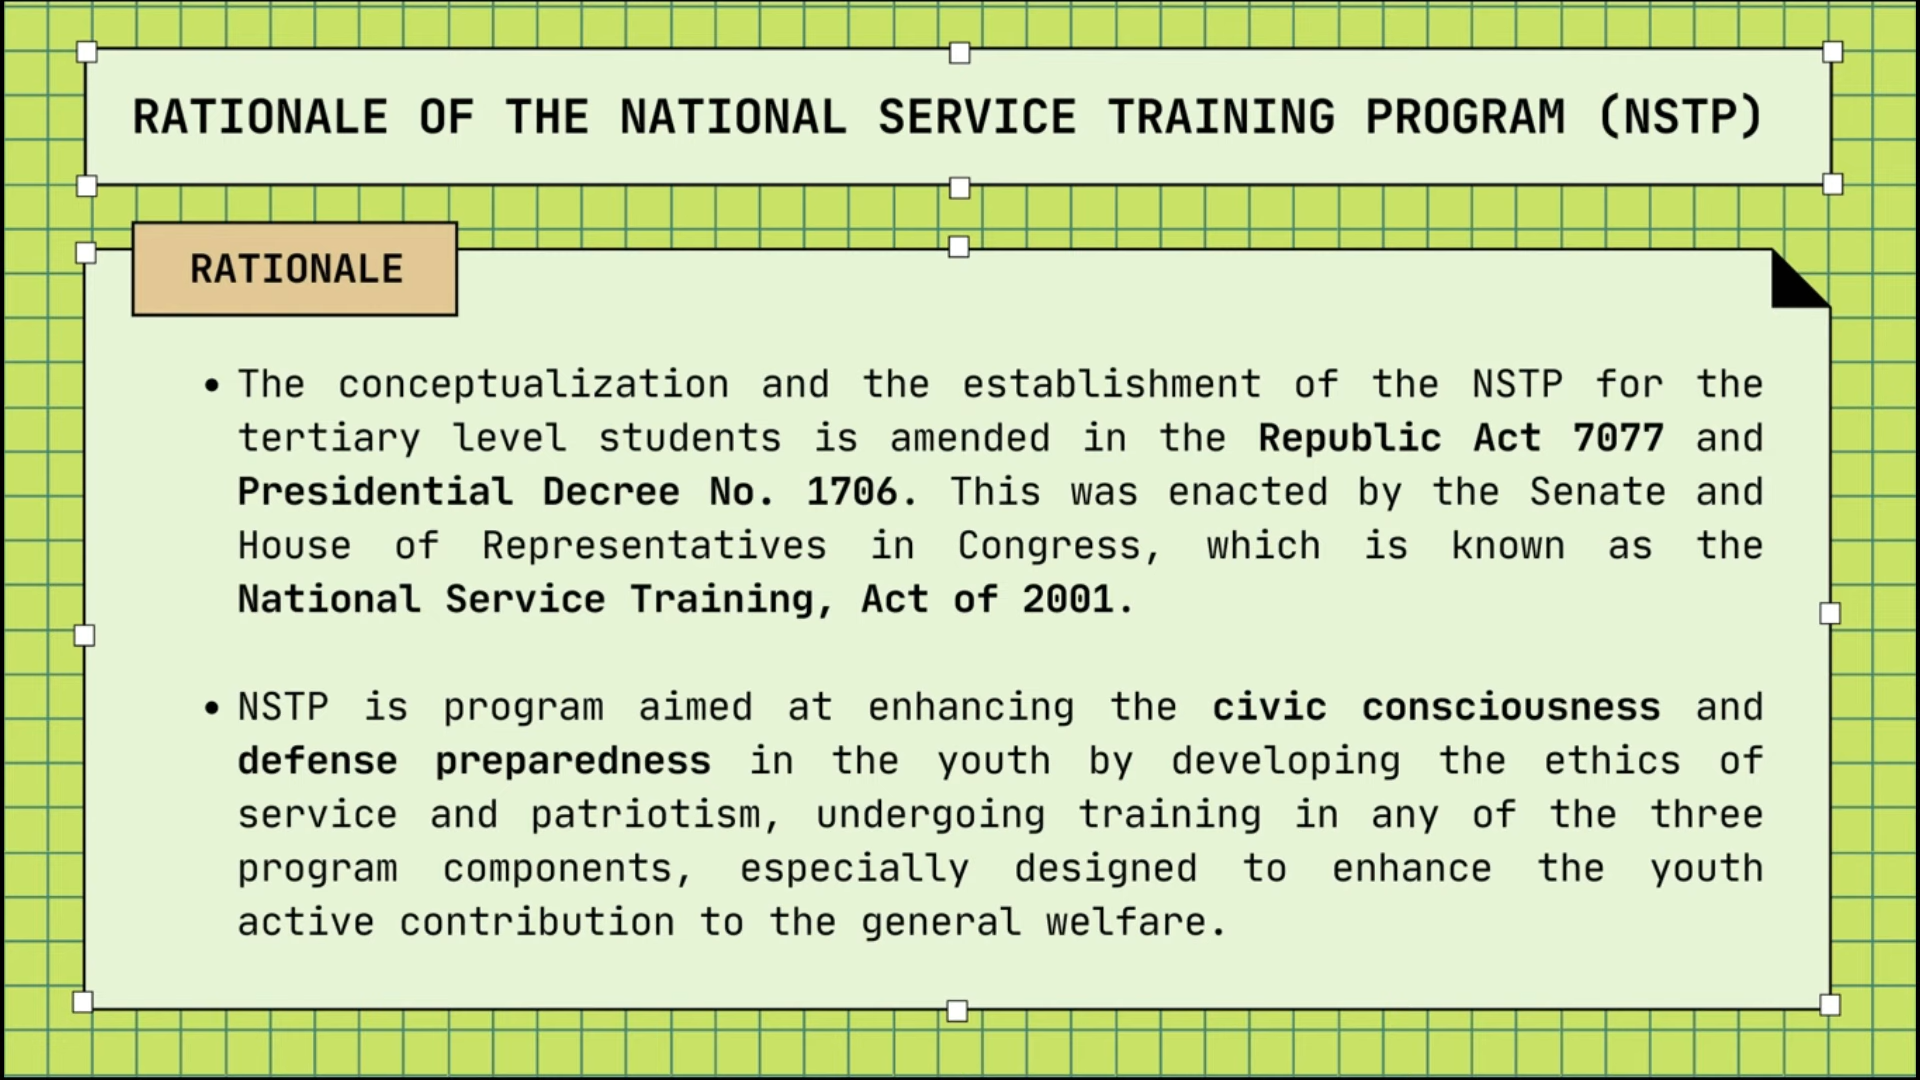 RATIONALE OF THE NATIONAL SERVICE TRAINING PROGRAM (NSTP)
RATIONALE
• The conceptualization and the establishment of the NSTP for the
tertiary level students is amended in the Republic Act 7077 and
Presidential Decree No. 1706. This was enacted by the Senate and
House of Representatives in Congress, which is known as the
National Service Training, Act of 2001.
• NSTP is program aimed at enhancing the civic consciousness and
defense preparedness in the youth by developing the ethics of
service and patriotism, undergoing training in any of the three
program components, especially designed to enhance the youth
active contribution to the general welfare.